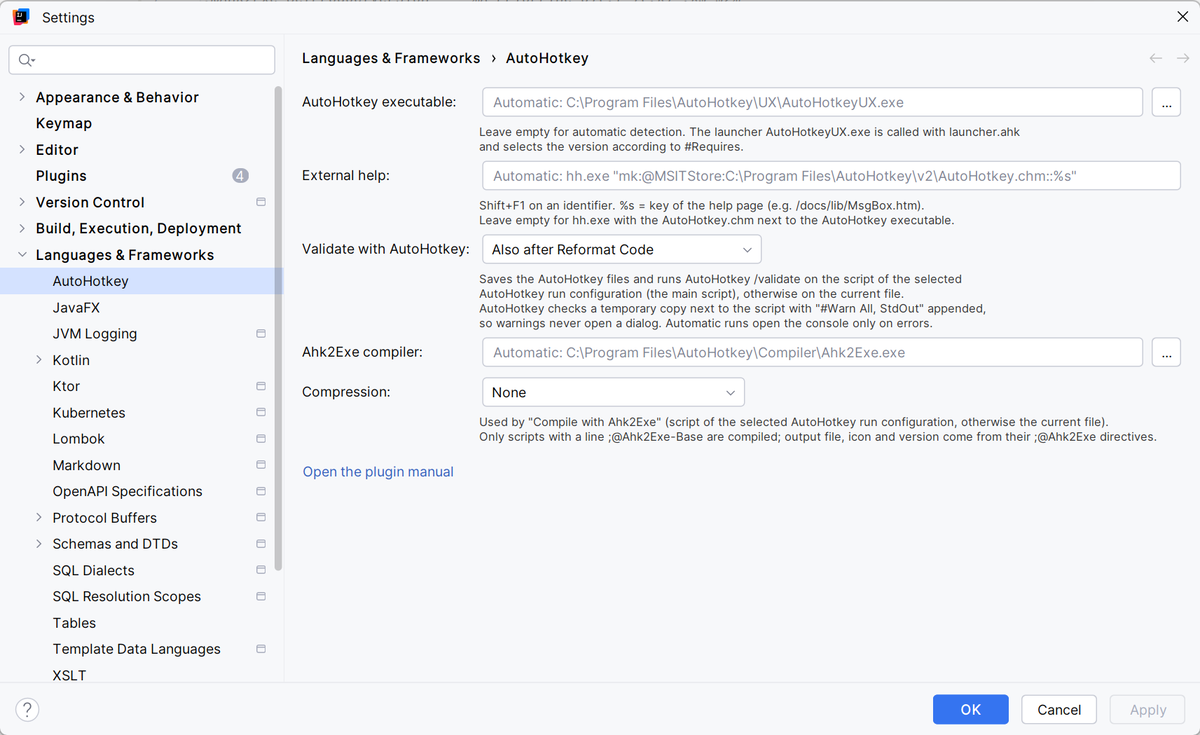 Settings
Languages & Frameworks › AutoHotkey
Appearance & Behavior
Keymap
Editor
Plugins 4
Version Control
Build, Execution, Deployment
Languages & Frameworks
AutoHotkey
JavaFX
JVM Logging
Kotlin
Ktor
Kubernetes
Lombok
Markdown
OpenAPI Specifications
Protocol Buffers
Schemas and DTDs
SQL Dialects
SQL Resolution Scopes
Tables
Template Data Languages
XSLT
AutoHotkey executable: Automatic: C:\Program Files\AutoHotkey\UX\AutoHotkeyUX.exe ...
Leave empty for automatic detection. The launcher AutoHotkeyUX.exe is called with launcher.ahk
and selects the version according to #Requires.
External help: Automatic: hh.exe "mk:@MSITStore:C:\Program Files\AutoHotkey\v2\AutoHotkey.chm::%s"
Shift+F1 on an identifier. %s = key of the help page (e.g. /docs/lib/MsgBox.htm).
Leave empty for hh.exe with the AutoHotkey.chm next to the AutoHotkey executable.
Validate with AutoHotkey: Also after Reformat Code
Saves the AutoHotkey files and runs AutoHotkey /validate on the script of the selected
AutoHotkey run configuration (the main script), otherwise on the current file.
AutoHotkey checks a temporary copy next to the script with "#Warn All, StdOut" appended,
so warnings never open a dialog. Automatic runs open the console only on errors.
Ahk2Exe compiler: Automatic: C:\Program Files\AutoHotkey\Compiler\Ahk2Exe.exe ...
Compression: None
Used by "Compile with Ahk2Exe" (script of the selected AutoHotkey run configuration, otherwise the current file).
Only scripts with a line ;@Ahk2Exe-Base are compiled; output file, icon and version come from their ;@Ahk2Exe directives.
Open the plugin manual
? OK Cancel Apply